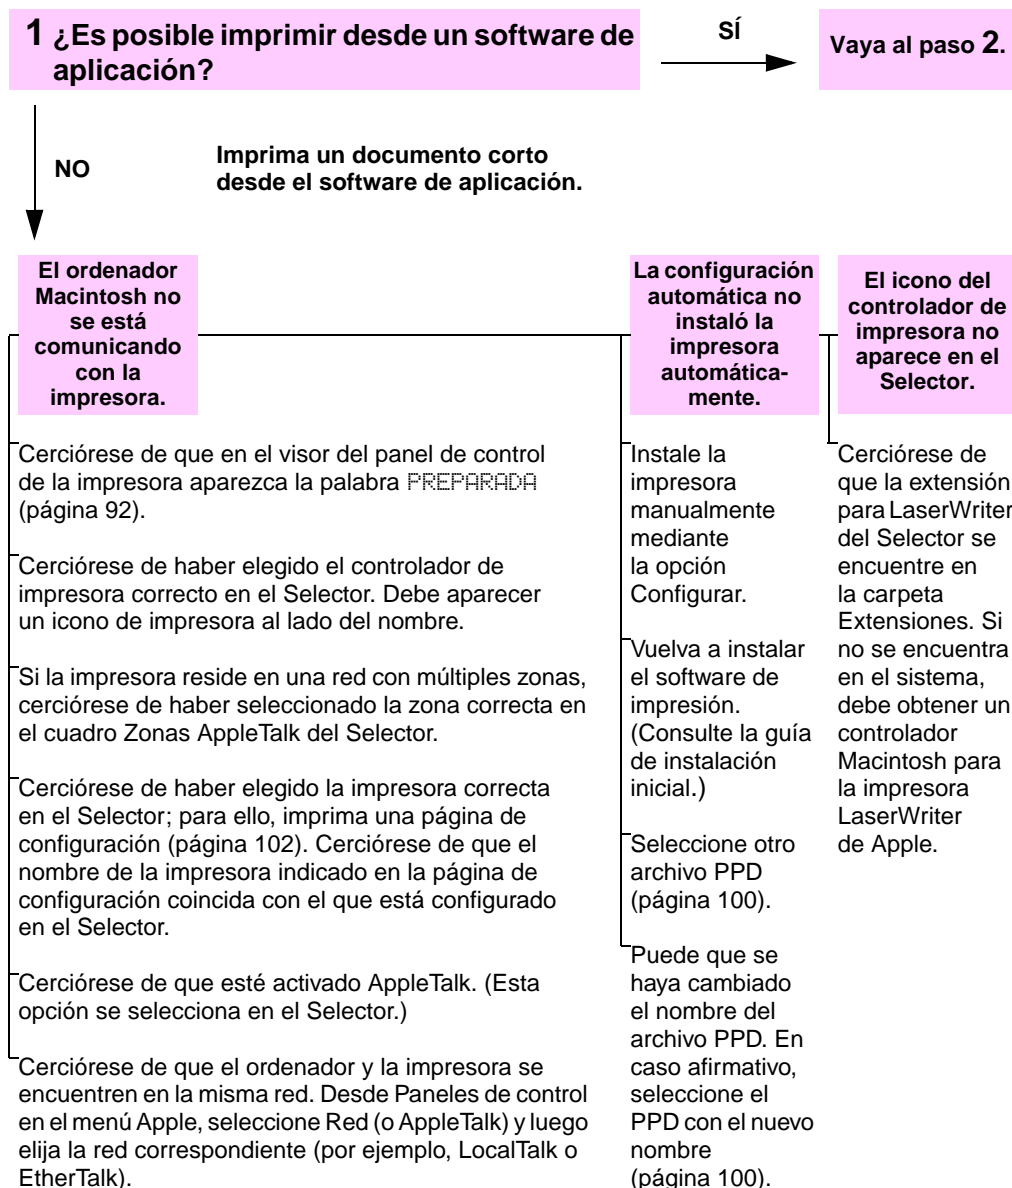 1 ¿Es posible imprimir desde un software de
aplicación?
SÍ
Vaya al paso 2.
NO
Imprima un documento corto
desde el software de aplicación.
El ordenador
Macintosh no
se está
comunicando
con la
impresora.
Cerciórese de que en el visor del panel de control
de la impresora aparezca la palabra PREPARADA
(página 92).
Cerciórese de haber elegido el controlador de
impresora correcto en el Selector. Debe aparecer
un icono de impresora al lado del nombre.
Si la impresora reside en una red con múltiples zonas,
cerciórese de haber seleccionado la zona correcta en
el cuadro Zonas AppleTalk del Selector.
Cerciórese de haber elegido la impresora correcta
en el Selector; para ello, imprima una página de
configuración (página 102). Cerciórese de que el
nombre de la impresora indicado en la página de
configuración coincida con el que está configurado
en el Selector.
Cerciórese de que esté activado AppleTalk. (Esta
opción se selecciona en el Selector.)
Cerciórese de que el ordenador y la impresora se
encuentren en la misma red. Desde Paneles de control
en el menú Apple, seleccione Red (o AppleTalk) y luego
elija la red correspondiente (por ejemplo, LocalTalk o
EtherTalk).
La configuración
automática no
instaló la
impresora
automática-
mente.
Instale la
impresora
manualmente
mediante
la opción
Configurar.
Vuelva a instalar
el software de
impresión.
(Consulte la guía
de instalación
inicial.)
Seleccione otro
archivo PPD
(página 100).
Puede que se
haya cambiado
el nombre del
archivo PPD. En
caso afirmativo,
seleccione el
PPD con el nuevo
nombre
(página 100).
El icono del
controlador de
impresora no
aparece en el
Selector.
Cerciórese de
que la extensión
para LaserWriter
del Selector se
encuentre en
la carpeta
Extensiones. Si
no se encuentra
en el sistema,
debe obtener un
controlador
Macintosh para
la impresora
LaserWriter
de Apple.